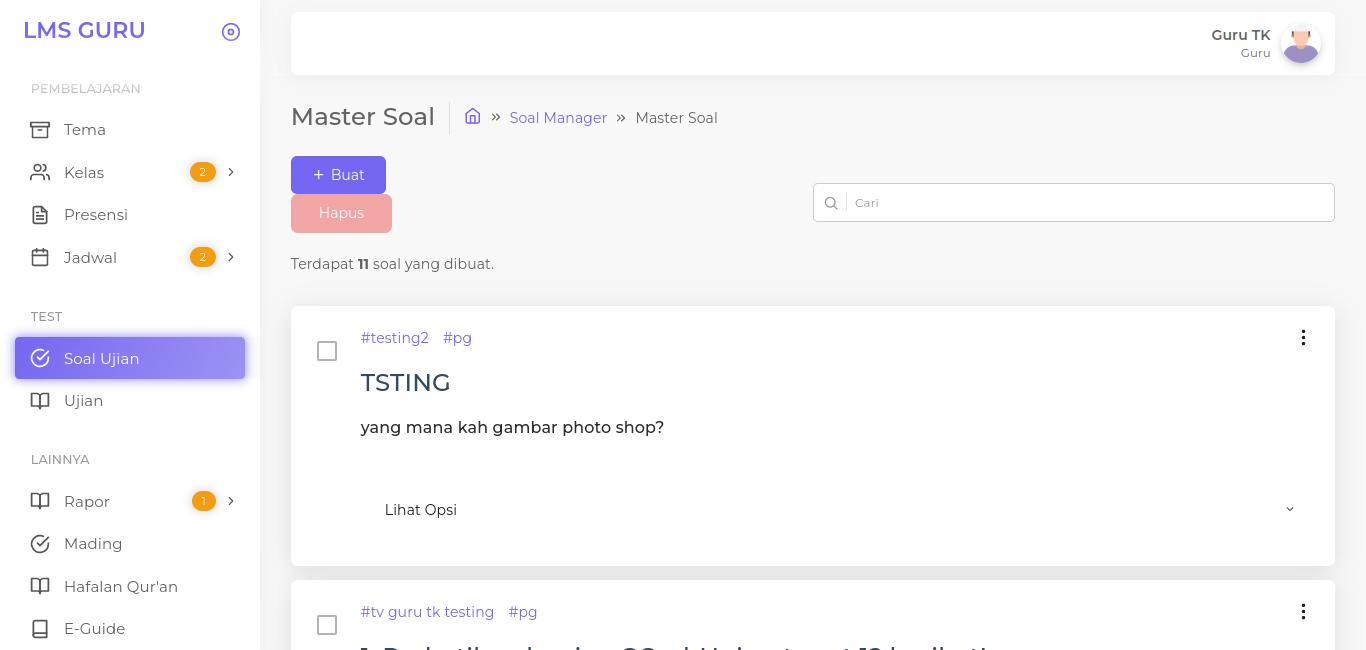 LMS GURU
PEMBELAJARAN
Tema
Kelas 2
Presensi
Jadwal 2
TEST
Soal Ujian
Ujian
LAINNYA
Rapor 1
Mading
Hafalan Qur'an
E-Guide
Guru TK
Guru
Master Soal
» Soal Manager » Master Soal
+ Buat
Hapus
Cari
Terdapat 11 soal yang dibuat.
#testing2 #pg
TSTING
yang mana kah gambar photo shop?
Lihat Opsi
#tv guru tk testing #pg